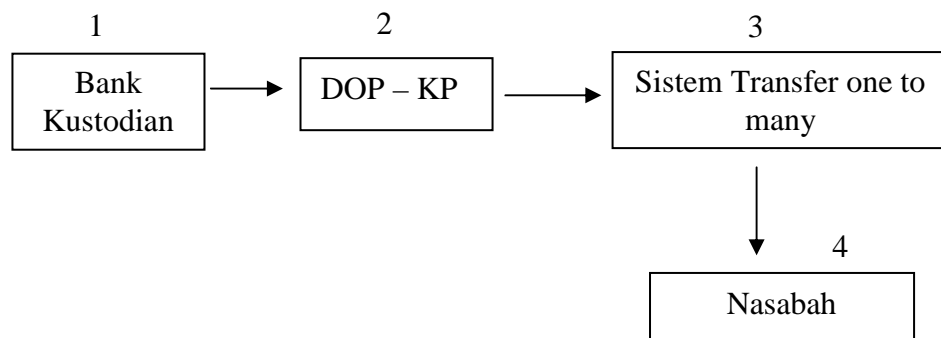 1
Bank
Kustodian
2
DOP – KP
3
Sistem Transfer one to
many
4
Nasabah